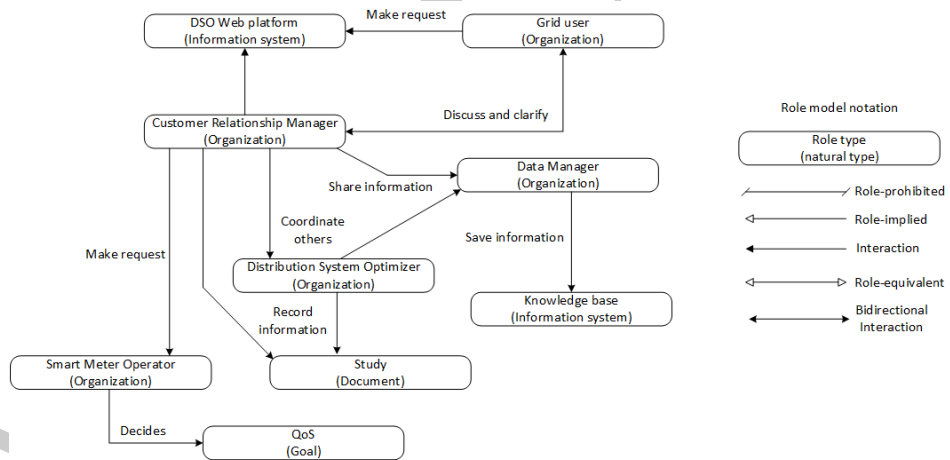 Make request
DSO Web platform
(Information system)
Grid user
(Organization)
Discuss and clarify
Customer Relationship Manager
(Organization)
Share information
Data Manager
(Organization)
Coordinate
others
Make request
Save information
Distribution System Optimizer
(Organization)
Record
information
Knowledge base
(Information system)
Smart Meter Operator
(Organization)
Study
(Document)
Decides
QoS
(Goal)
Role model notation
Role type
(natural type)
Role-prohibited
Role-implied
Interaction
Role-equivalent
Bidirectional
Interaction